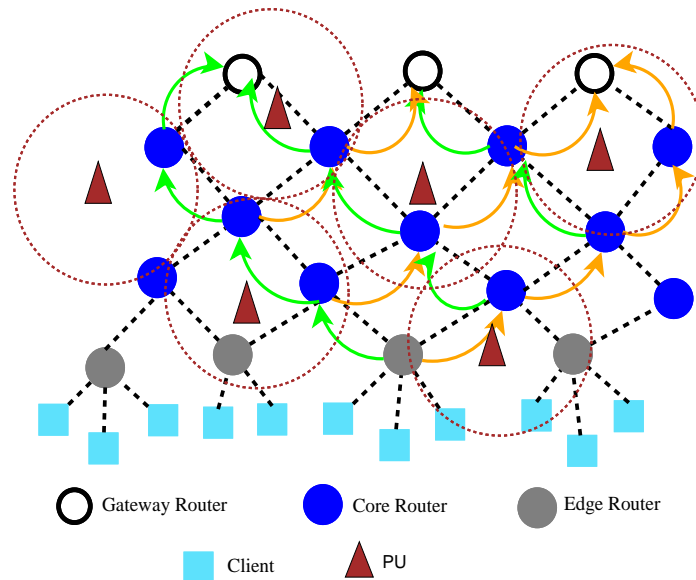 Gateway Router
Core Router
Edge Router
Client
PU